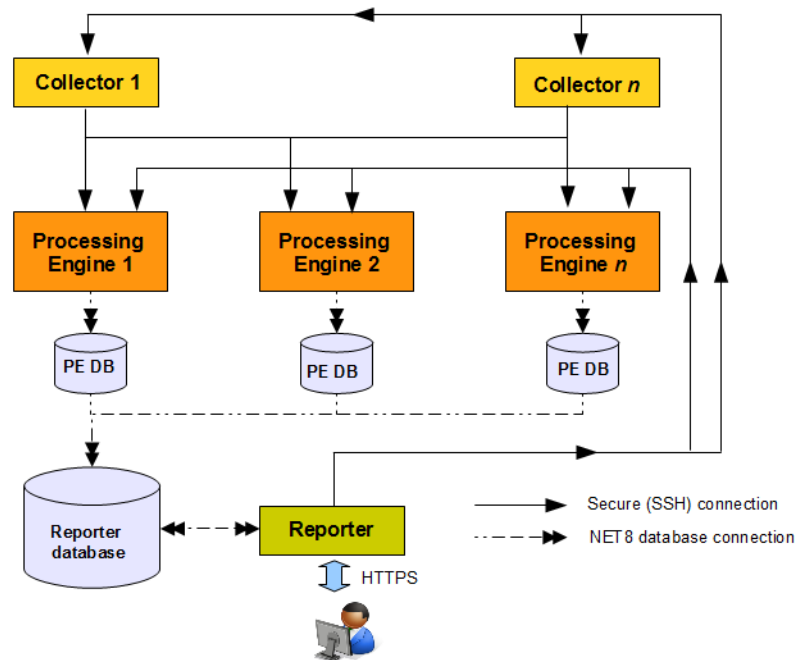 Collector 1
Collector n
Processing
Engine 1
Processing
Engine 2
Processing
Engine n
PE DB
PE DB
PE DB
Reporter
database
Reporter
Secure (SSH) connection
NET8 database connection
HTTPS